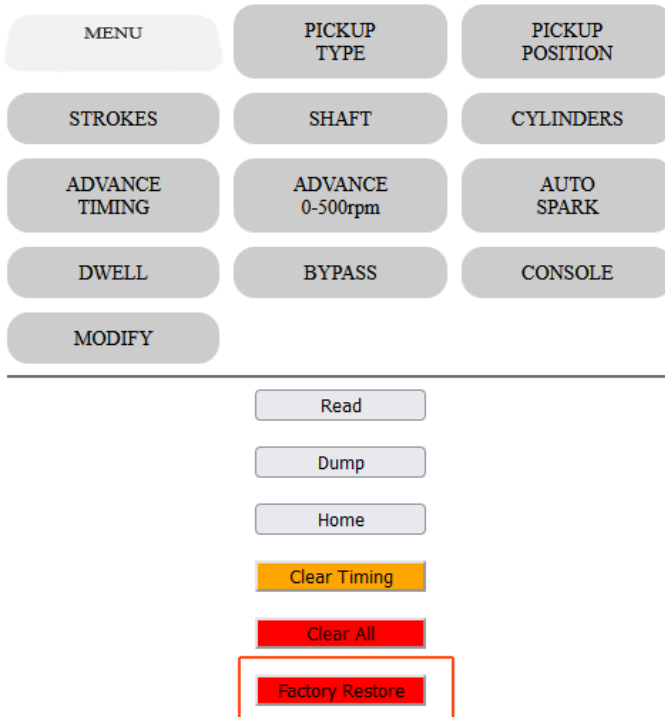 MENU
PICKUP
TYPE
PICKUP
POSITION
STROKES
SHAFT
CYLINDERS
ADVANCE
TIMING
ADVANCE
0-500rpm
AUTO
SPARK
DWELL
BYPASS
CONSOLE
MODIFY
Read
Dump
Home
Clear Timing
Clear All
Factory Restore